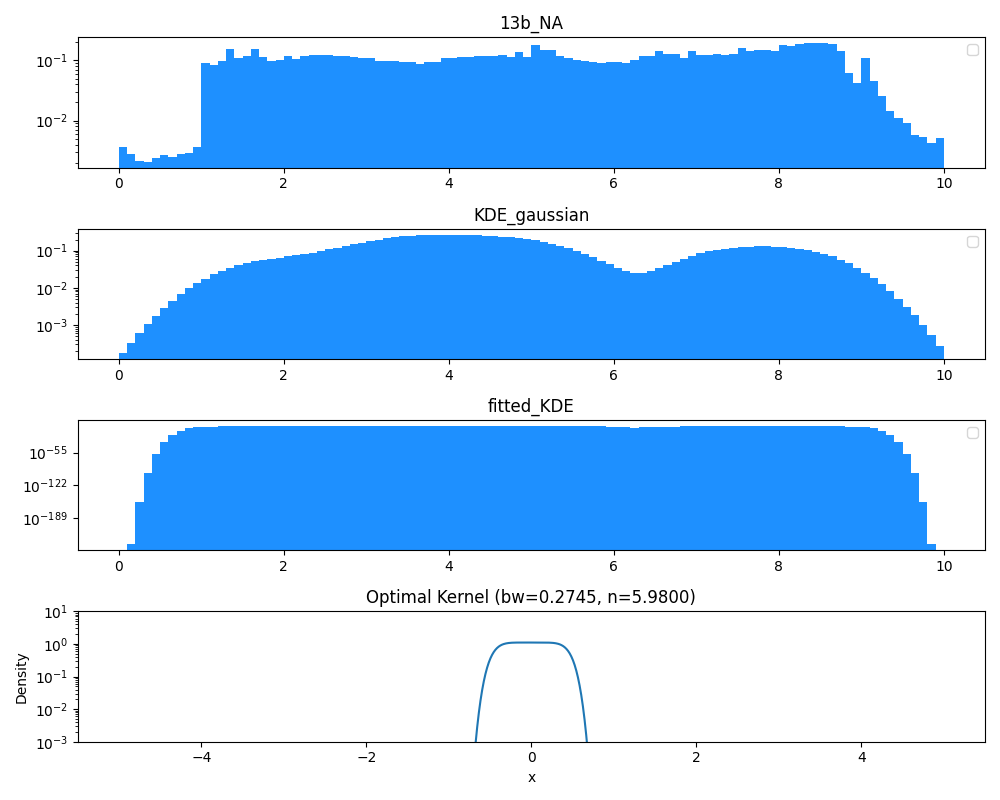 13b_NA
10⁻¹
10⁻²
0 2 4 6 8 10
KDE_gaussian
10⁻¹
10⁻²
10⁻³
0 2 4 6 8 10
fitted_KDE
10⁻⁵⁵
10⁻¹²²
10⁻¹⁸⁹
0 2 4 6 8 10
Optimal Kernel (bw=0.2745, n=5.9800)
10¹
10⁰
10⁻¹
10⁻²
10⁻³
Density
−4 −2 0 2 4
x